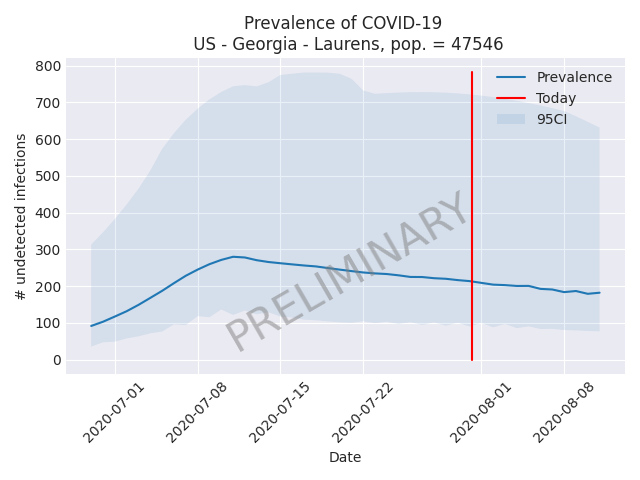 Prevalence of COVID-19
US - Georgia - Laurens, pop. = 47546
800
700
600
500
400
300
200
100
0
# undetected infections
Prevalence
Today
95CI
PRELIMINARY
2020-07-01
2020-07-08
2020-07-15
2020-07-22
2020-08-01
2020-08-08
Date